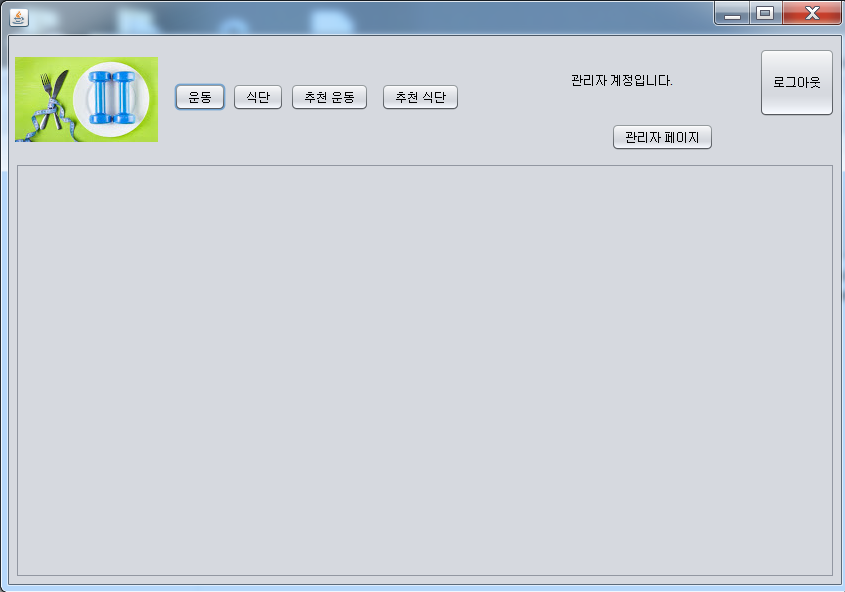 관리자 계정입니다.
로그아웃
운동
식단
추천 운동
추천 식단
관리자 페이지